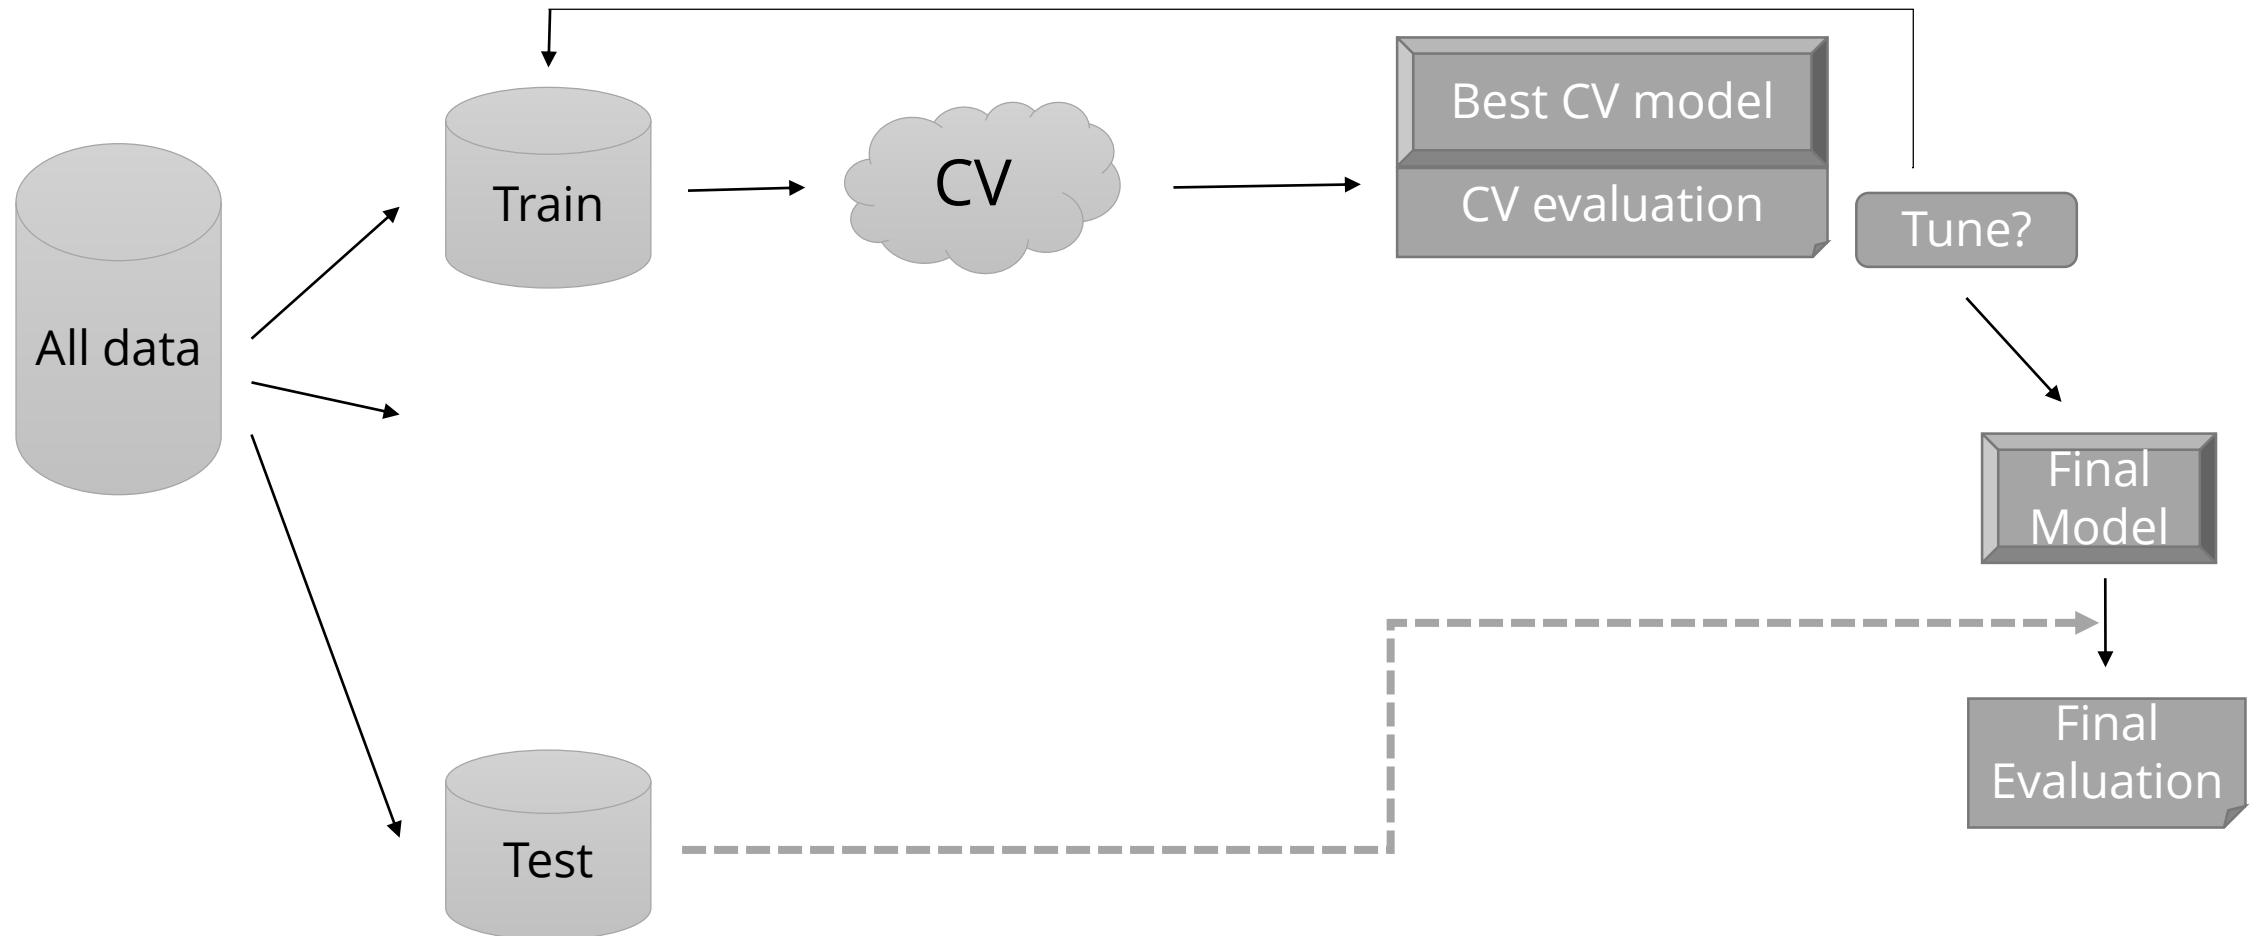 All data
Train
CV
Best CV model
CV evaluation
Tune?
Final
Model
Test
Final
Evaluation